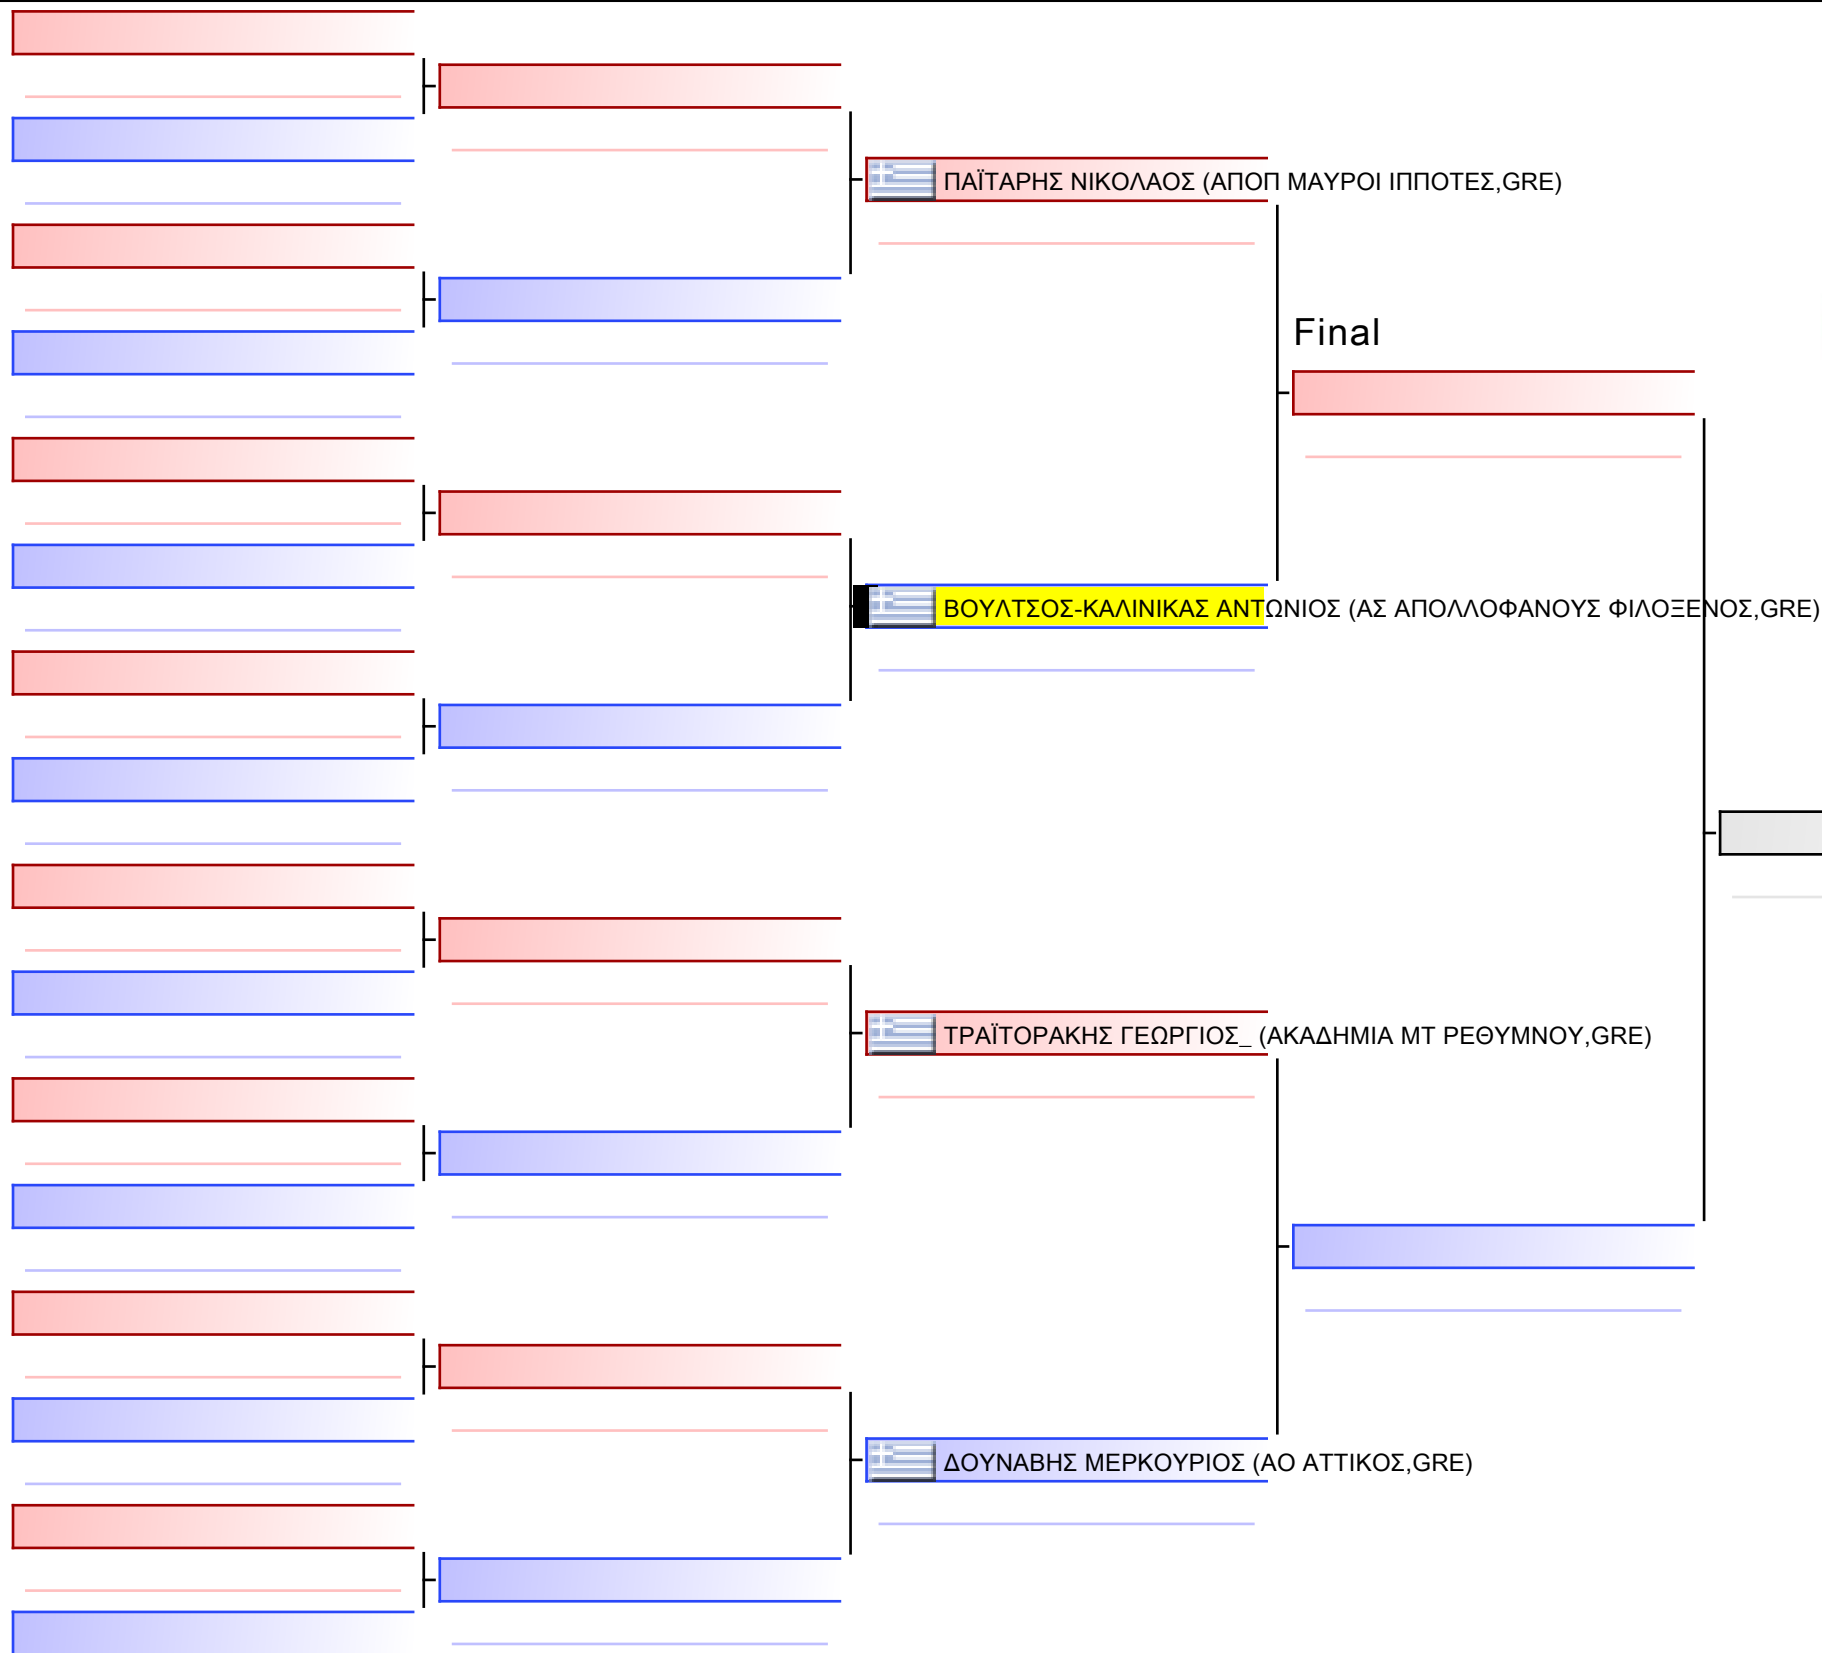 ΠΑΪΤΑΡΗΣ ΝΙΚΟΛΑΟΣ (ΑΠΟΠ ΜΑΥΡΟΙ ΙΠΠΟΤΕΣ,GRE)
Final
ΒΟΥΛΤΣΟΣ-ΚΑΛΙΝΙΚΑΣ ΑΝΤΩΝΙΟΣ (ΑΣ ΑΠΟΛΛΟΦΑΝΟΥΣ ΦΙΛΟΞΕΝΟΣ,GRE)
ΤΡΑΪΤΟΡΑΚΗΣ ΓΕΩΡΓΙΟΣ_ (ΑΚΑΔΗΜΙΑ ΜΤ ΡΕΘΥΜΝΟΥ,GRE)
ΔΟΥΝΑΒΗΣ ΜΕΡΚΟΥΡΙΟΣ (ΑΟ ΑΤΤΙΚΟΣ,GRE)